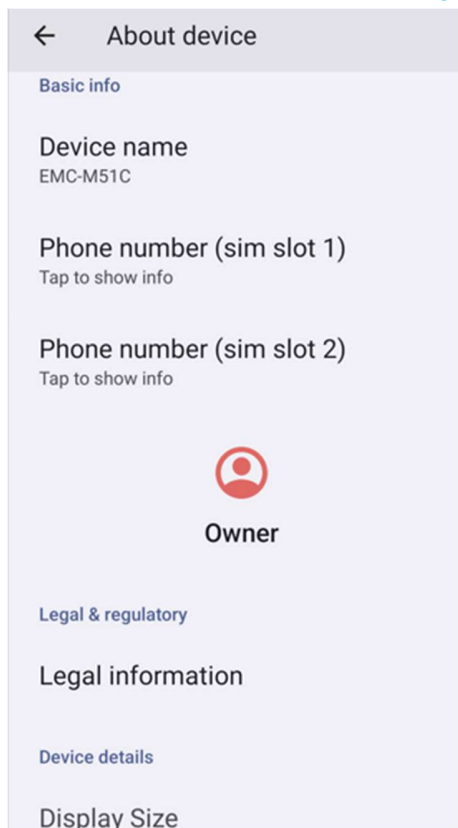 About device
Basic info
Device name
EMC-M51C
Phone number (sim slot 1)
Tap to show info
Phone number (sim slot 2)
Tap to show info
Owner
Legal & regulatory
Legal information
Device details
Display Size